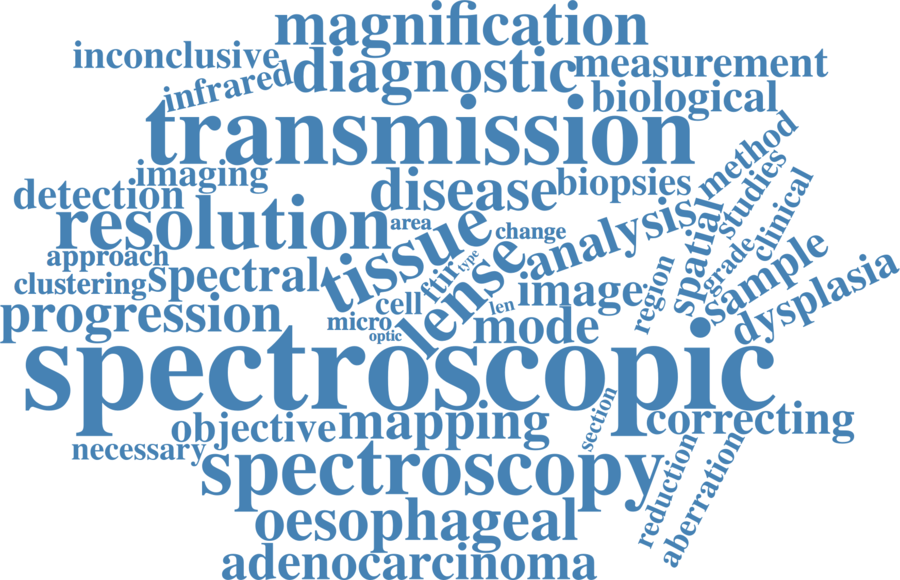 magnification
inconclusive
diagnostic
measurement
infrared
biological
transmission
method
imaging
disease
biopsies
studies
detection
resolution
area
tissue
change
analysis
spatial
clinical
approach
spectral
clustering
lense
type
ftir
grade
sample
cell
len
image
region
dysplasia
progression
micro
optic
mode
spectroscopic
objective
mapping
section
correcting
necessary
spectroscopy
reduction
aberration
oesophageal
adenocarcinoma